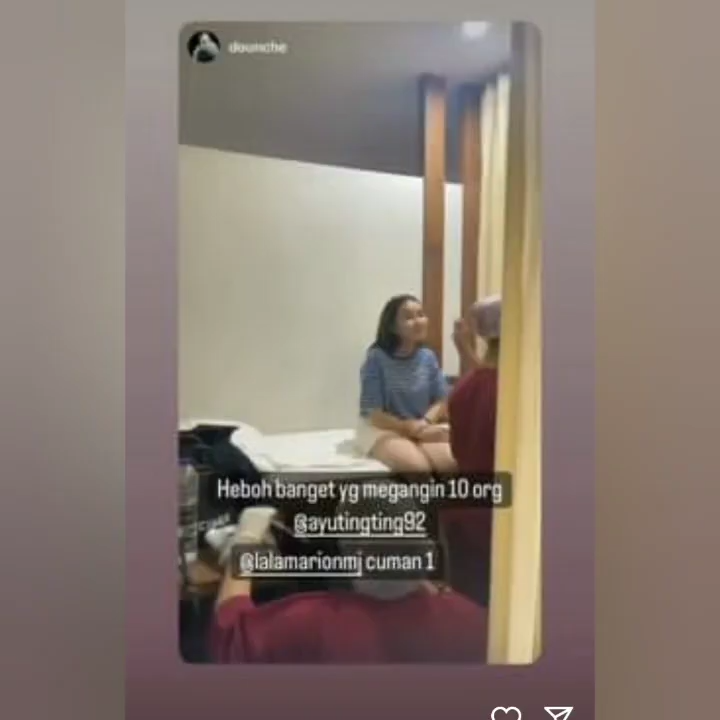 dounche
Heboh banget yg megangin 10 org
@ayutingting92
@lalamarionmj cuman 1